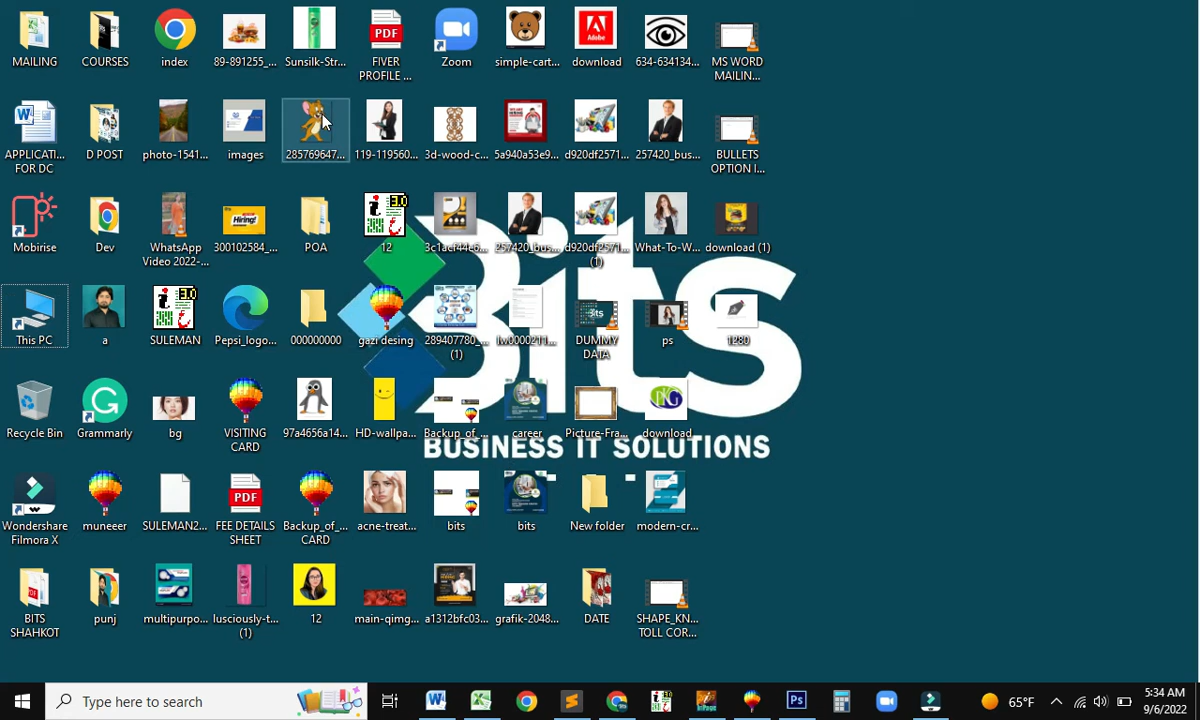 MAILING
COURSES
index
89-891255_...
Sunsilk-Str...
FIVER
PROFILE ...
Zoom
simple-cart...
download
634-634134...
MS WORD
MAILIN...
APPLICATI...
FOR DC
D POST
photo-1541...
images
285769647...
119-119560...
3d-wood-c...
5a940a53e9...
d920df2571...
257420_bus...
BULLETS
OPTION I...
Mobirise
Dev
WhatsApp
Video 2022-...
300102584_...
POA
12
3c1acf44e6...
257420_bus...
d920df2571...
(1)
What-To-W...
download (1)
This PC
a
SULEMAN
Pepsi_logo...
000000000
gazi desing
289407780_...
(1)
DUMMY
DATA
ps
1280
Recycle Bin
Grammarly
bg
VISITING
CARD
97a4656a14...
HD-wallpa...
Backup_of_...
career
Picture-Fra...
download
Bits
BUSINESS IT SOLUTIONS
Wondershare
Filmora X
muneeer
SULEMAN2...
FEE DETAILS
SHEET
Backup_of_...
CARD
acne-treat...
bits
bits
New folder
modern-cr...
BITS
SHAHKOT
punj
multipurpo...
lusciously-t...
(1)
12
main-qimg...
a1312bfc03...
grafik-2048...
DATE
SHAPE_KN...
TOLL COR...
Type here to search
65°F
5:34 AM
9/6/2022